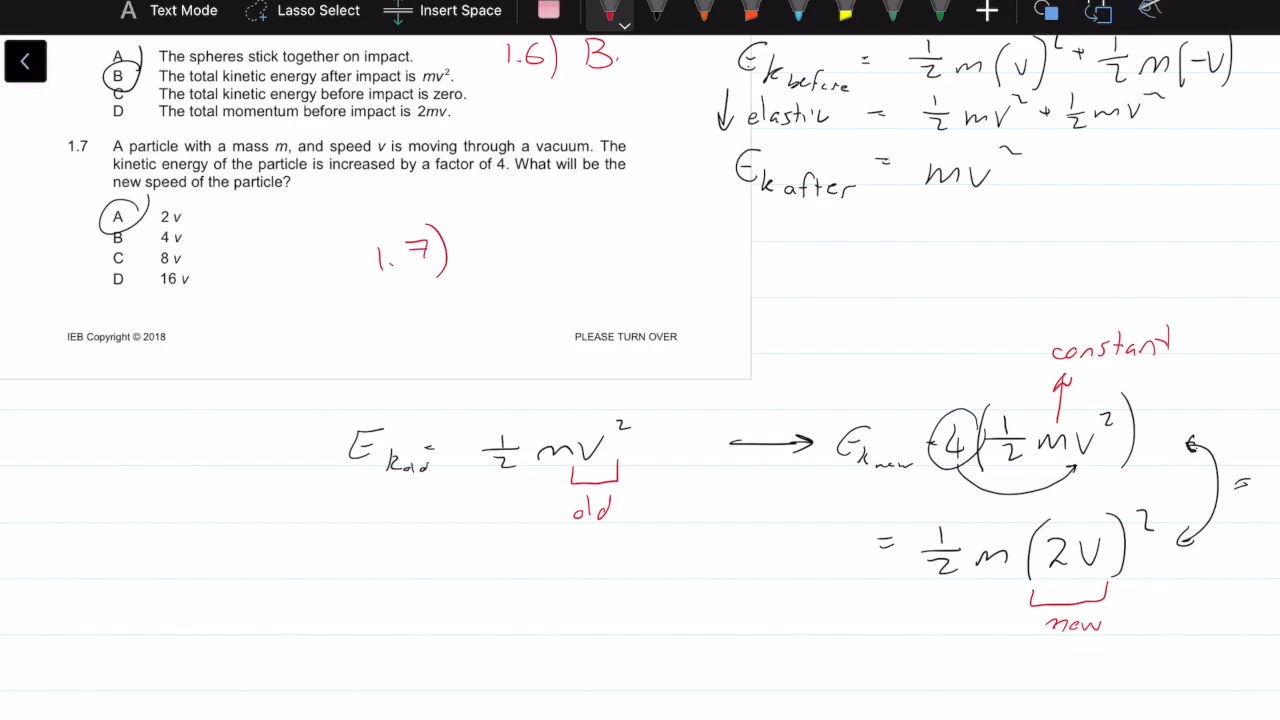 Text Mode
Lasso Select
Insert Space
A The spheres stick together on impact.
B The total kinetic energy after impact is mv².
C The total kinetic energy before impact is zero.
D The total momentum before impact is 2mv.
1.6) B.
1.7 A particle with a mass m, and speed v is moving through a vacuum. The
kinetic energy of the particle is increased by a factor of 4. What will be the
new speed of the particle?
A 2 v
B 4 v
C 8 v
D 16 v
1.7)
IEB Copyright © 2018
PLEASE TURN OVER
Ek before = 1/2 m(v)² + 1/2 m(-v)
↓ elastic = 1/2 mv² + 1/2 mv²
Ek after = mv²
constant
Ek old = 1/2 mv² → Ek new = 4(1/2 mv²)
old
=
= 1/2 m(2v)²
new